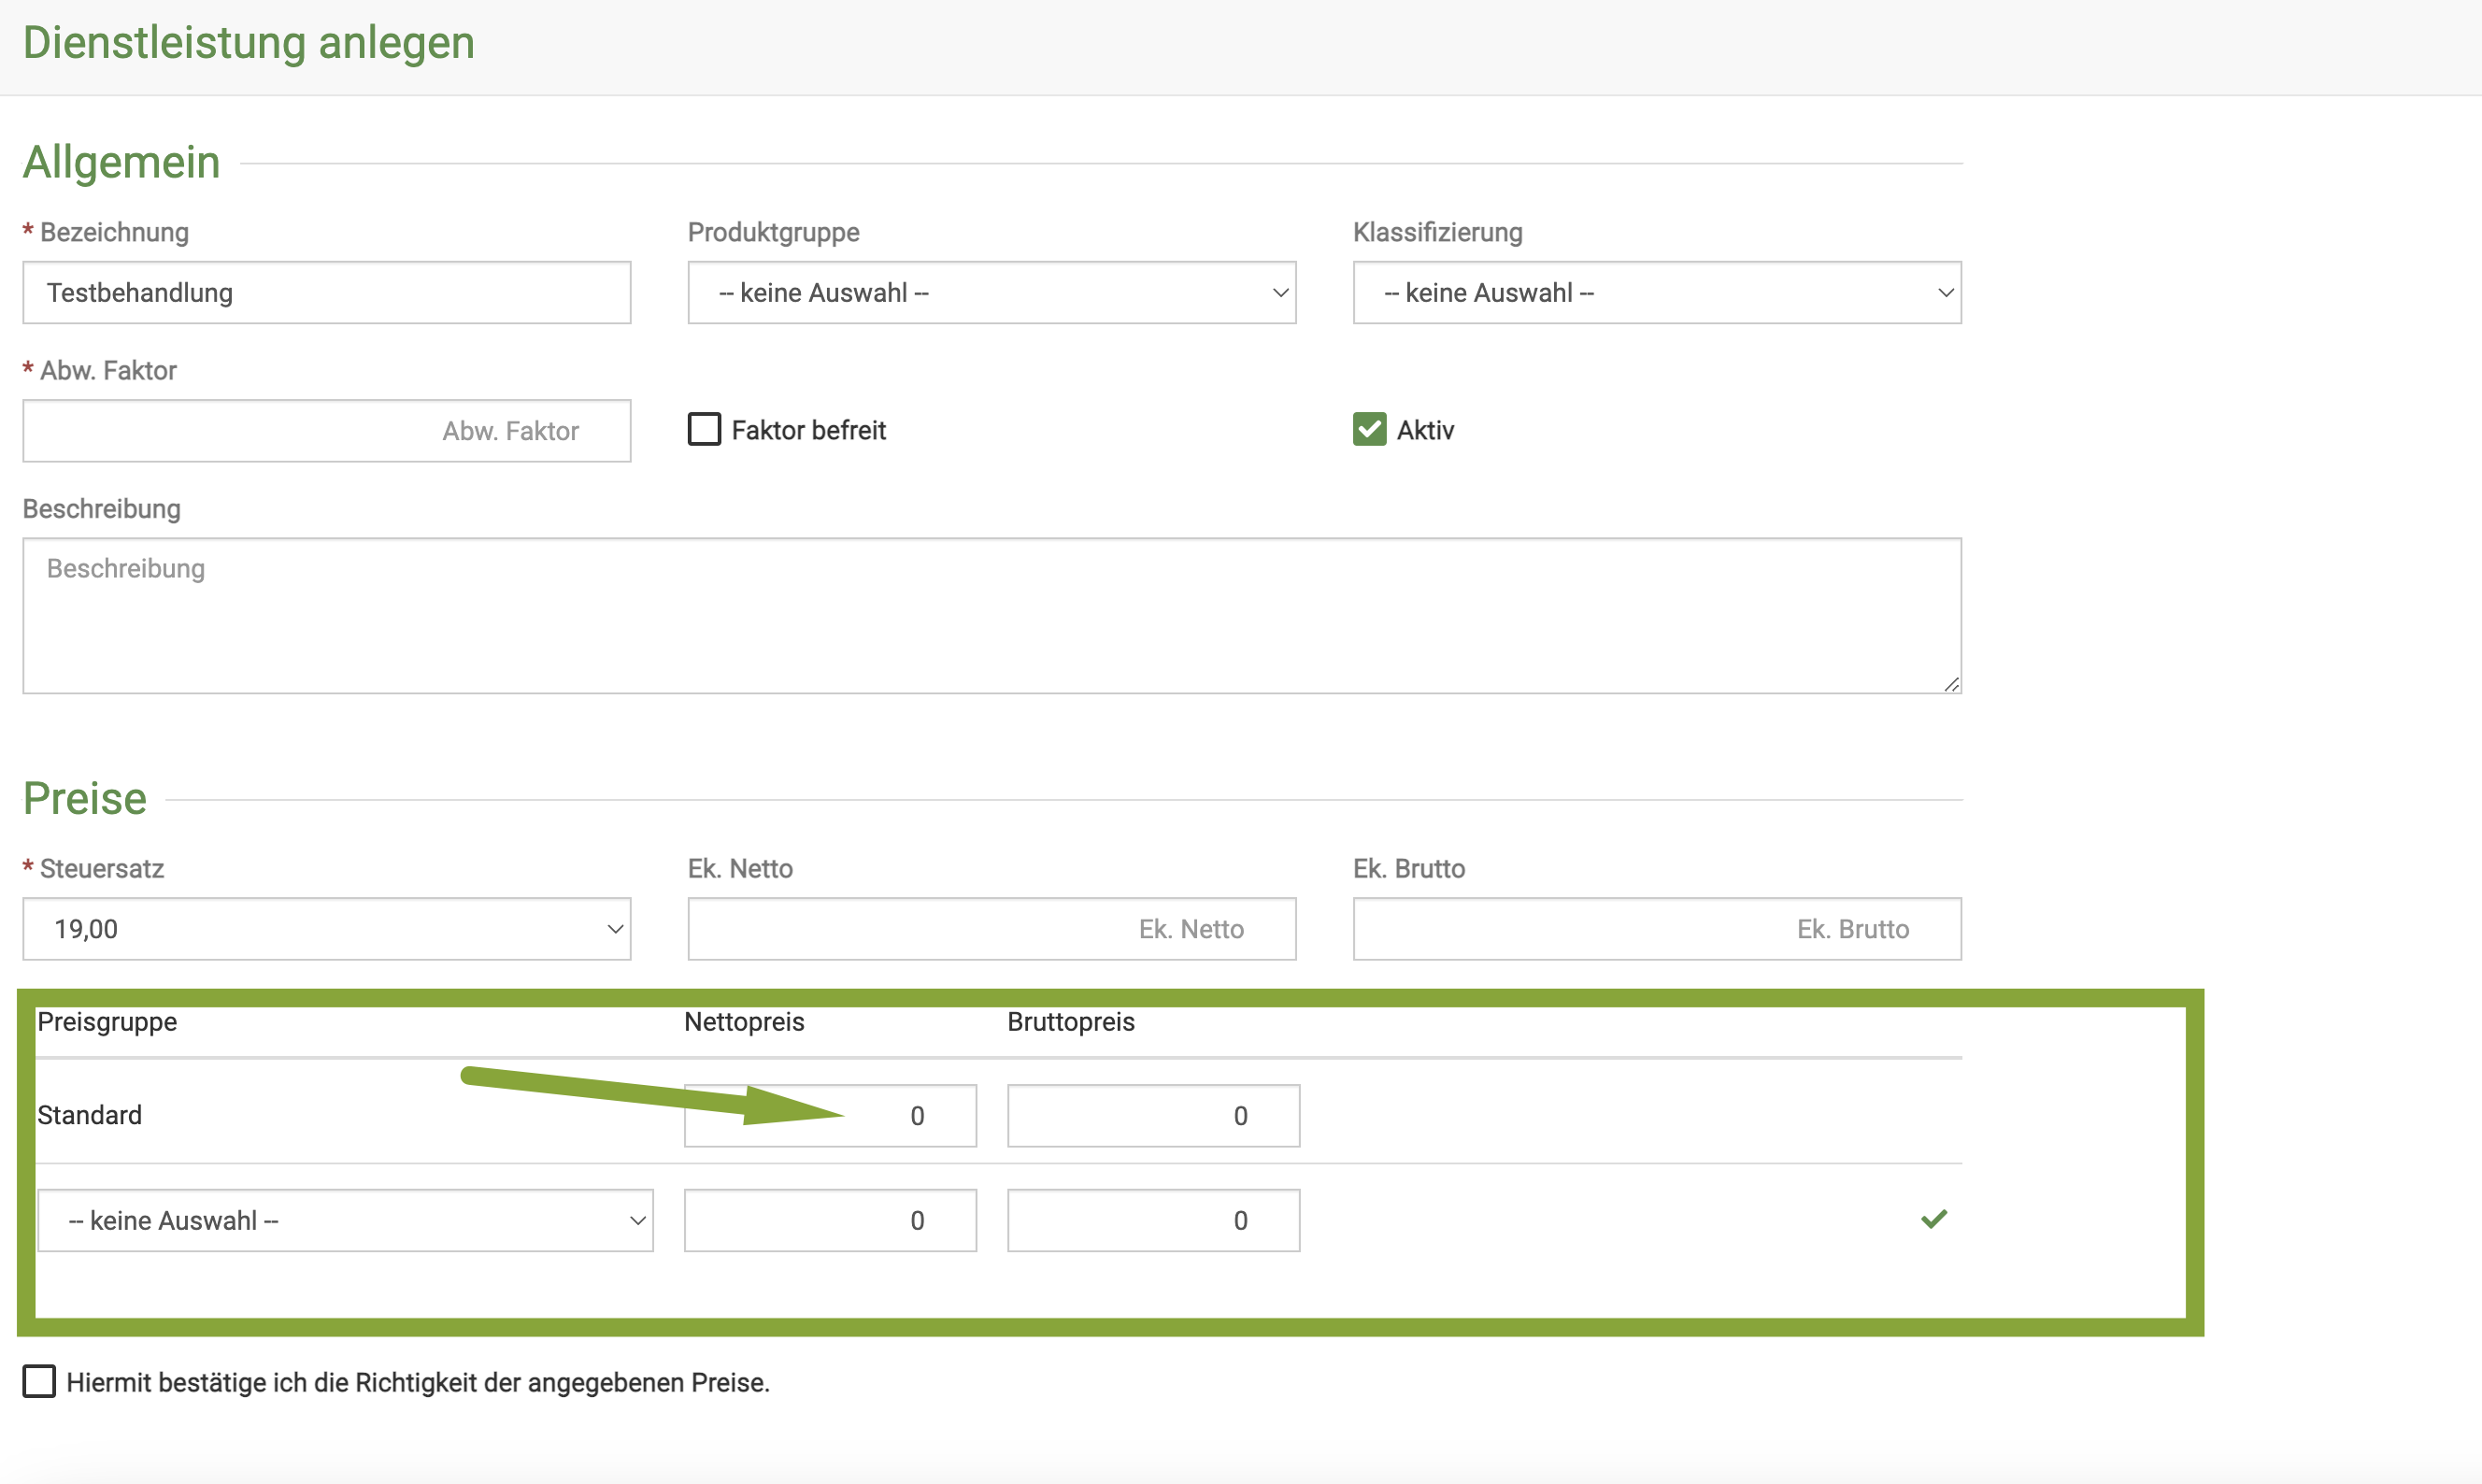 Dienstleistung anlegen
Allgemein
* Bezeichnung
Produktgruppe
Klassifizierung
Testbehandlung
-- keine Auswahl --
-- keine Auswahl --
* Abw. Faktor
Abw. Faktor
Faktor befreit
Aktiv
Beschreibung
Beschreibung
Preise
* Steuersatz
Ek. Netto
Ek. Brutto
19,00
Ek. Netto
Ek. Brutto
Preisgruppe
Nettopreis
Bruttopreis
Standard
0
0
-- keine Auswahl --
0
0
Hiermit bestätige ich die Richtigkeit der angegebenen Preise.